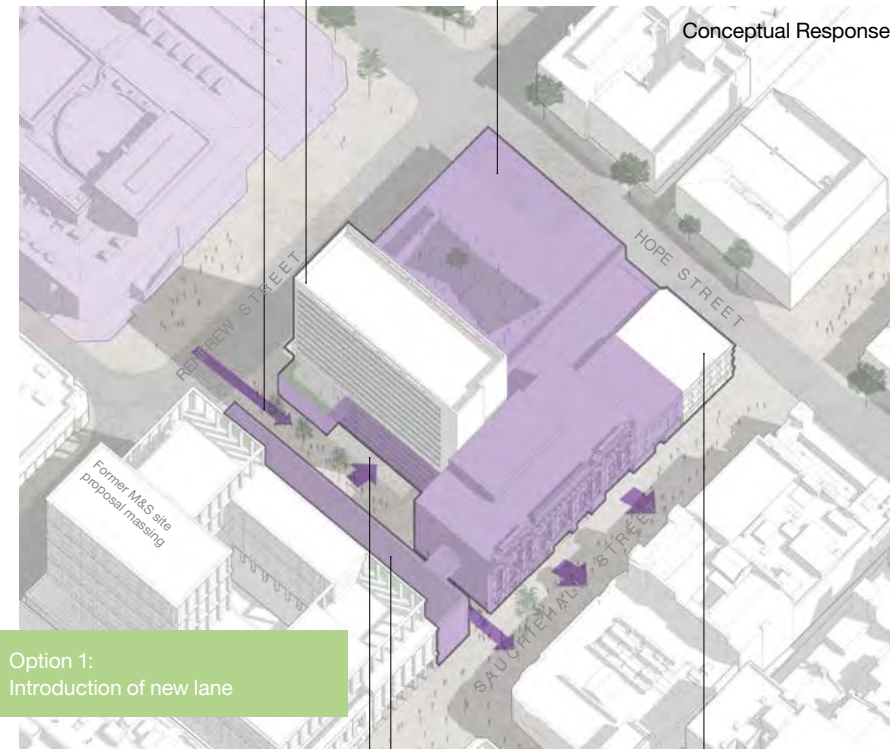 Conceptual Response
HOPE STREET
RENFREW STREET
Former M&S site
proposal massing
SAUCHIEHALL STREET
Option 1:
Introduction of new lane